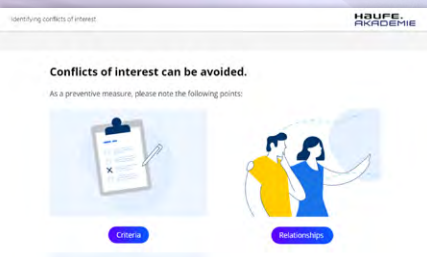 Identifying conflicts of interest
HAUFE.
AKADEMIE
Conflicts of interest can be avoided.
As a preventive measure, please note the following points:
Criteria
Relationships